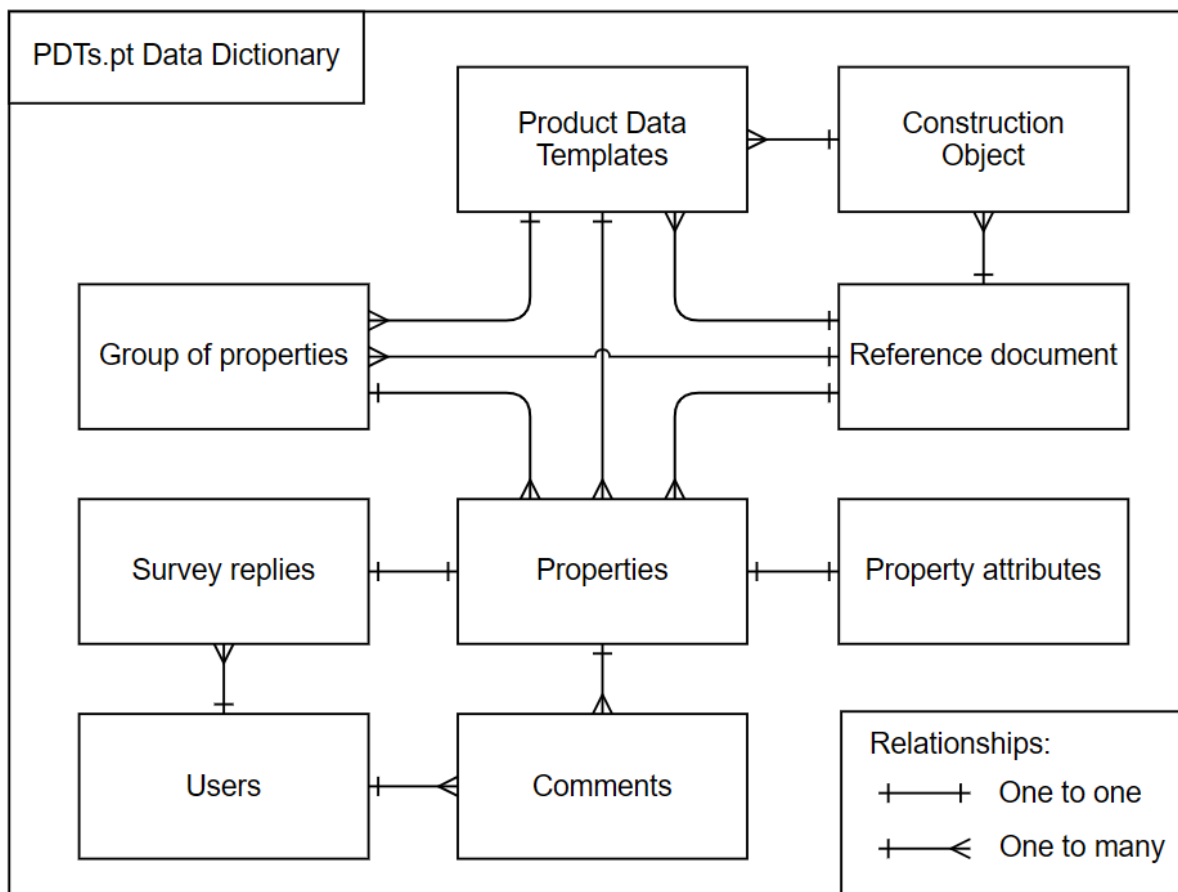 PDTs.pt Data Dictionary
Product Data
Templates
Construction
Object
Group of properties
Reference document
Survey replies
Properties
Property attributes
Users
Comments
Relationships:
One to one
One to many